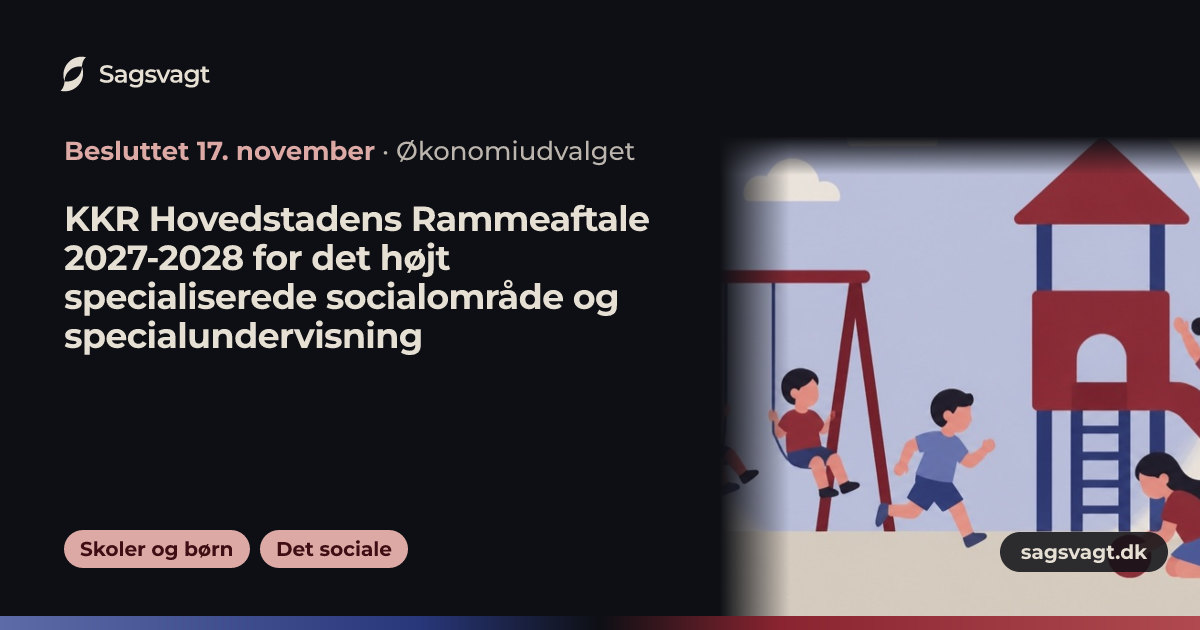 Sagsvagt
Besluttet 17. november · Økonomiudvalget
KKR Hovedstadens Rammeaftale
2027-2028 for det højt
specialiserede socialområde og
specialundervisning
Skoler og børn
Det sociale
sagsvagt.dk